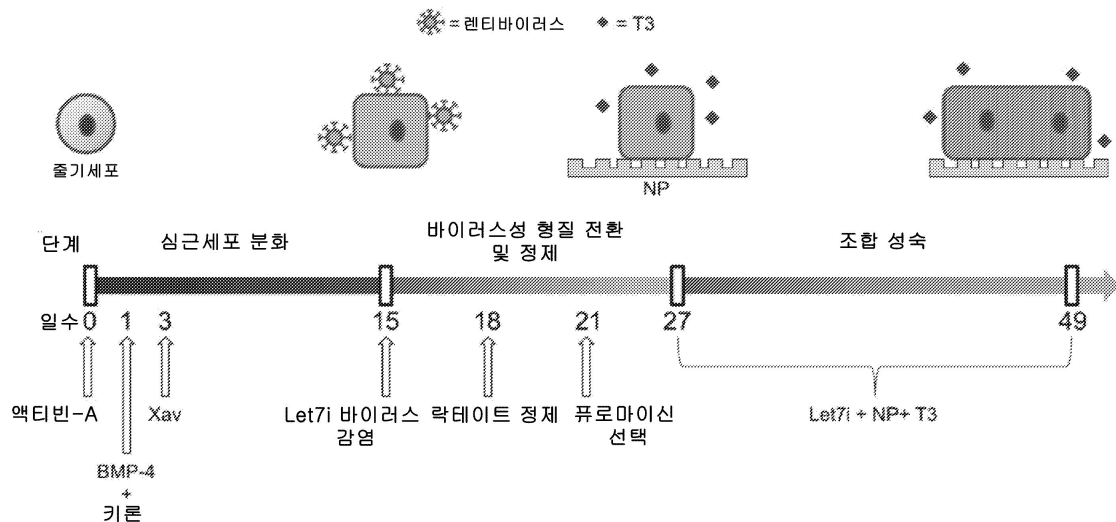 =렌티바이러스
= T3
줄기세포
NP
단계
심근세포 분화
바이러스성 형질 전환
및 정제
조합 성숙
일수 0 1 3 15 18 21 27 49
액티빈-A
Xav
Let7i 바이러스
감염
락테이트 정제
퓨로마이신
선택
Let7i + NP+ T3
BMP-4
+
키론